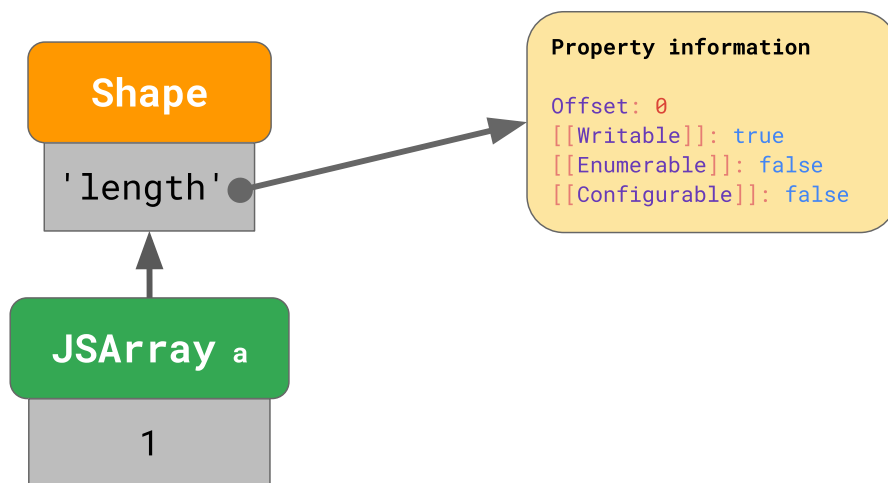 Shape
'length'
JSArray a
1
Property information
Offset: 0
[[Writable]]: true
[[Enumerable]]: false
[[Configurable]]: false